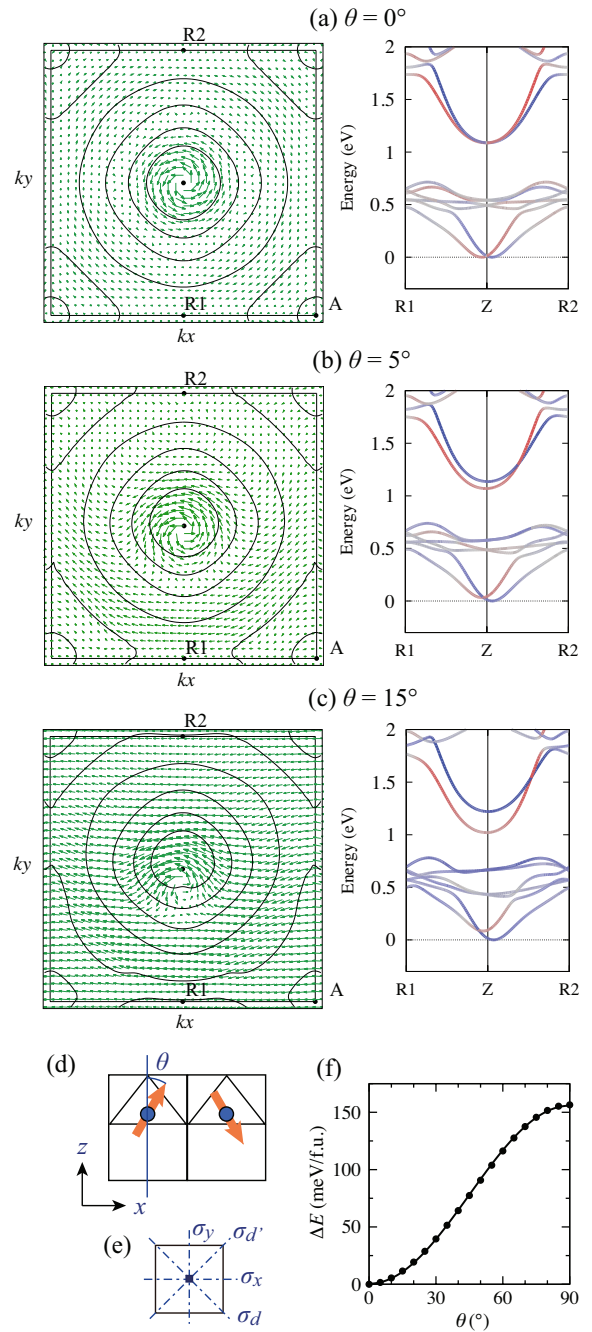 (a) θ = 0°
R2
ky
R1
A
kx
2
1.5
1
0.5
0
Energy (eV)
R1
Z
R2
(b) θ = 5°
R2
ky
R1
A
kx
2
1.5
1
0.5
0
Energy (eV)
R1
Z
R2
(c) θ = 15°
R2
ky
R1
A
kx
2
1.5
1
0.5
0
Energy (eV)
R1
Z
R2
(d)
θ
z
x
(e)
σy
σd'
σx
σd
(f)
150
100
50
0
ΔE (meV/f.u.)
0
30
60
90
θ (°)